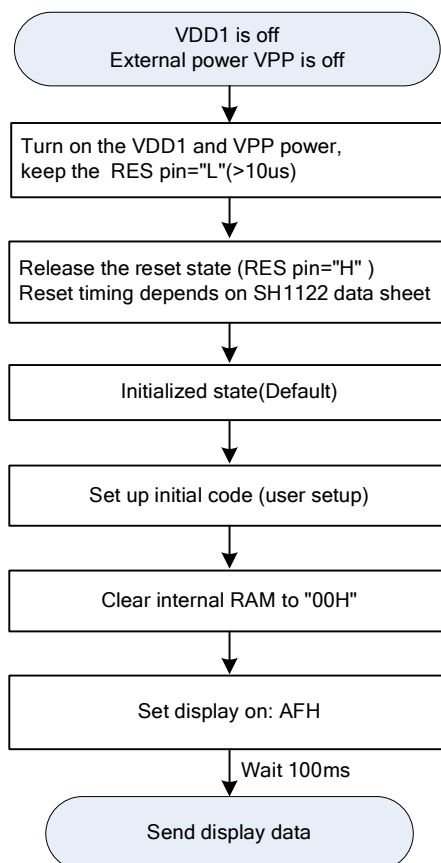 VDD1 is off
External power VPP is off
Turn on the VDD1 and VPP power,
keep the RES pin="L"(>10us)
Release the reset state (RES pin="H" )
Reset timing depends on SH1122 data sheet
Initialized state(Default)
Set up initial code (user setup)
Clear internal RAM to "00H"
Set display on: AFH
Wait 100ms
Send display data